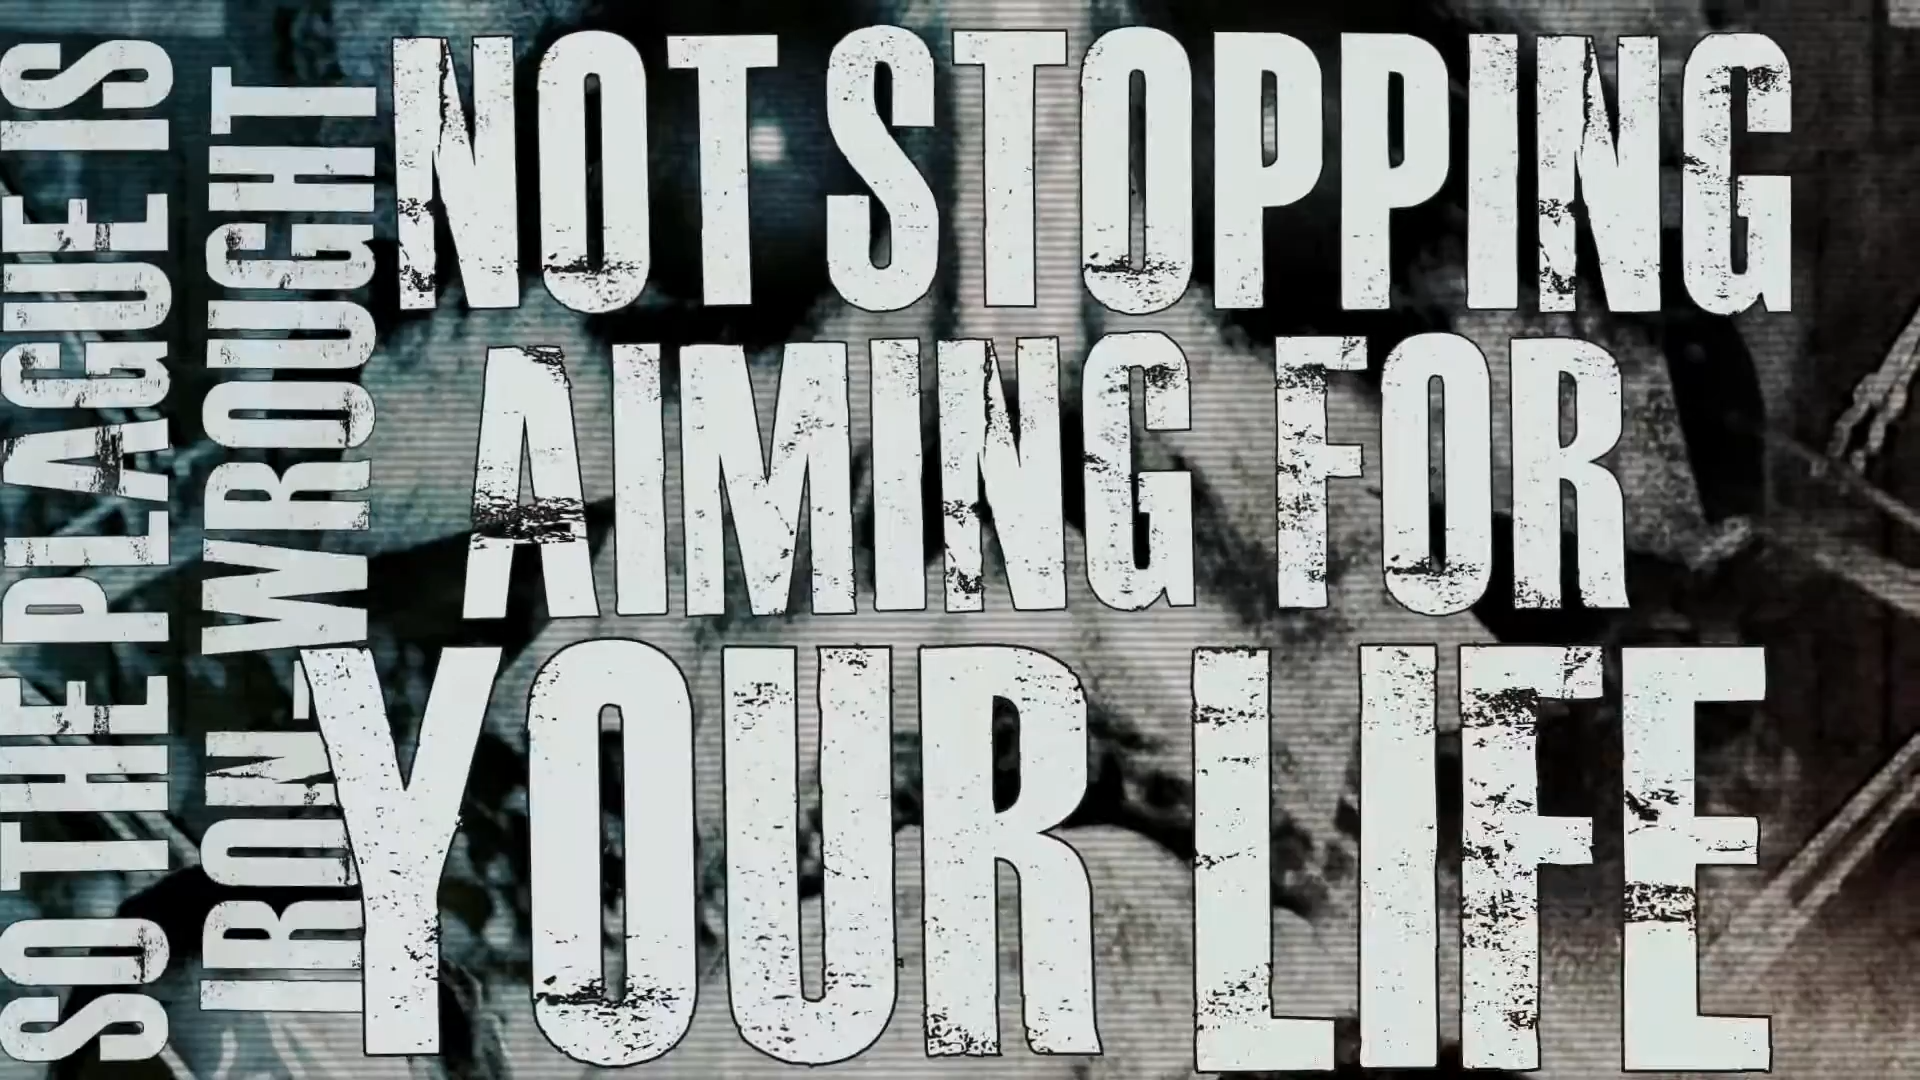 SO THE PLAGUE IS
IRON-WROUGHT
NOT STOPPING
AIMING FOR
YOUR LIFE